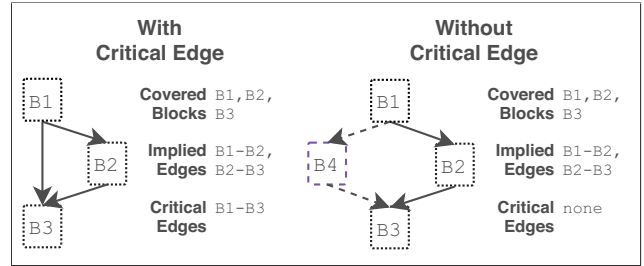 With
Critical Edge
B1
B2
B3
Covered B1,B2,
Blocks B3
Implied B1-B2,
Edges B2-B3
Critical B1-B3
Edges
Without
Critical Edge
B1
B4
B2
B3
Covered B1,B2,
Blocks B3
Implied B1-B2,
Edges B2-B3
Critical none
Edges